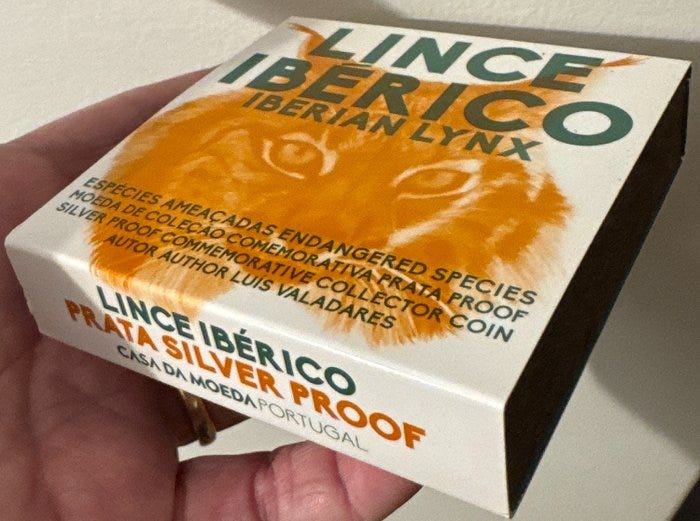 LINCE
IBÉRICO
IBERIAN LYNX
ESPÉCIES AMEAÇADAS ENDANGERED SPECIES
MOEDA DE COLEÇÃO COMEMORATIVA PRATA PROOF
SILVER PROOF COMMEMORATIVE COLLECTOR COIN
AUTOR AUTHOR LUIS VALADARES
LINCE IBÉRICO
PRATA SILVER PROOF
CASA DA MOEDA PORTUGAL